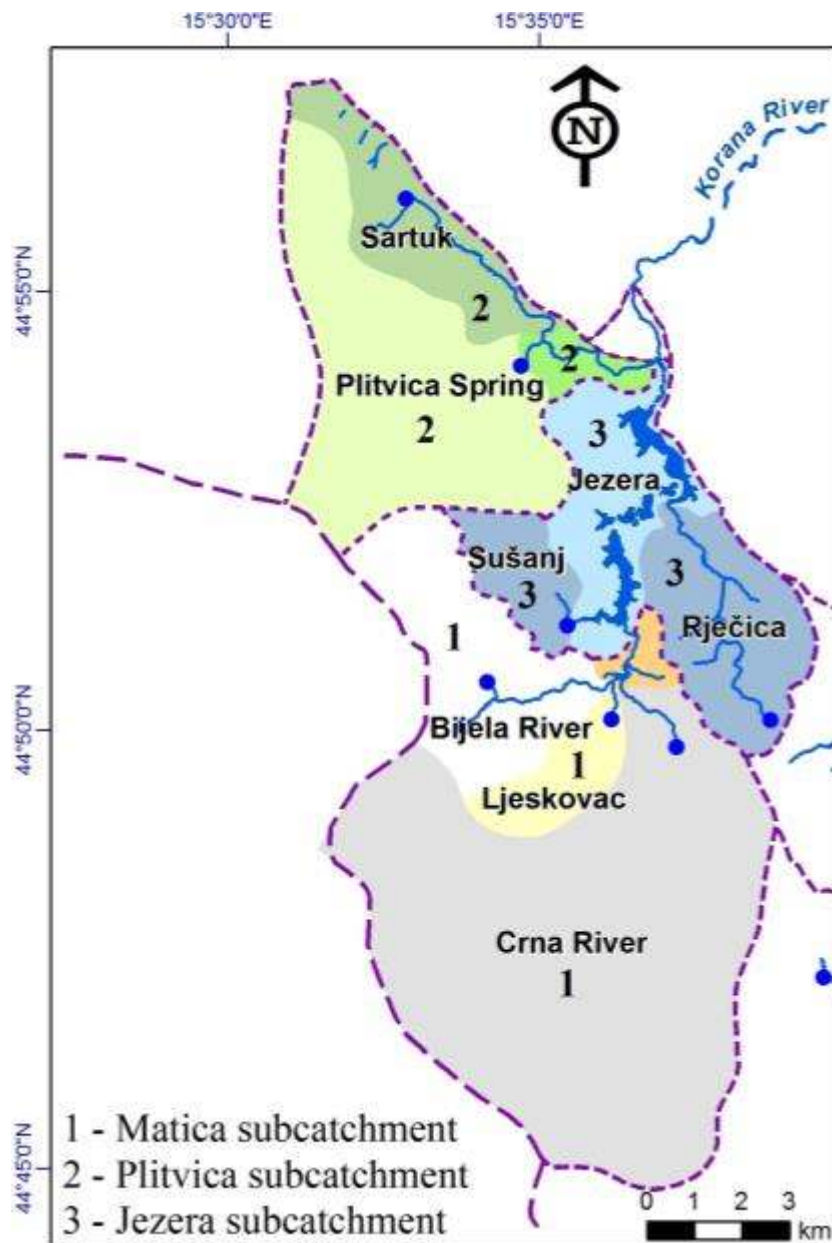 15°30'0"E
15°35'0"E
N
Korana River
Sartuk
44°55'0"N
2
2
Plitvica Spring
2
3
Jezera
Sušanj
3
3
Rječica
1
44°50'0"N
Bijela River
1
Ljeskovac
Crna River
1
1 - Matica subcatchment
2 - Plitvica subcatchment
3 - Jezera subcatchment
44°45'0"N
0 1 2 3
km